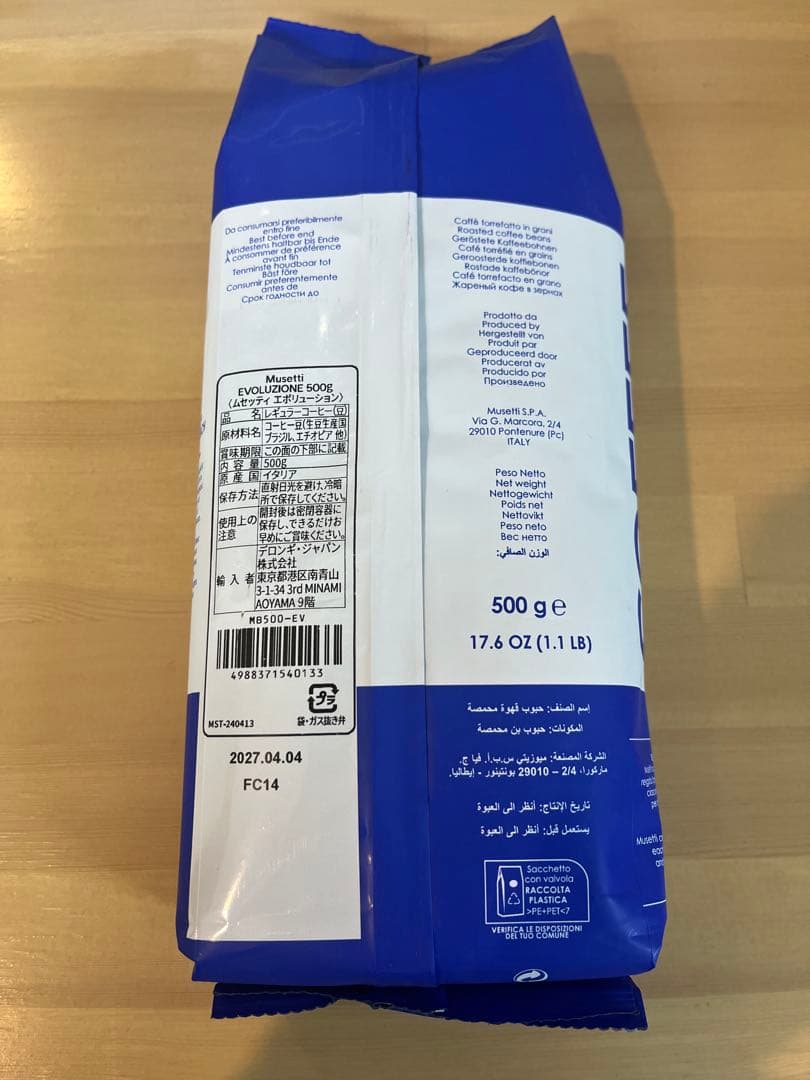 Da consumarsi preferibilmente
entro fine
Best before end
Mindestens haltbar bis Ende
À consommer de préférence
avant fin
Tenminste houdbaar tot
Bäst före
Consumir preferentemente
antes de
Срок годности до
Musetti
EVOLUZIONE 500g
〈ムセッティ エボリューション〉
品名 レギュラーコーヒー(豆)
原材料名 コーヒー豆(生豆生産国
ブラジル、エチオピア 他)
賞味期限 この面の下部に記載
内容量 500g
原産国 イタリア
保存方法 直射日光を避け、冷暗
所で保存してください。
使用上の注意 開封後は密閉容器に
保存し、できるだけお
早めにご賞味ください。
輸入者 デロンギ・ジャパン
株式会社
東京都港区南青山
3-1-34 3rd MINAMI
AOYAMA 9階
MB500-EV
4988371540133
プラ
MST-240413
袋・ガス抜き弁
2027.04.04
FC14
Caffè torrefatto in grani
Roasted coffee beans
Geröstete Kaffeebohnen
Café torréfié en grains
Geroosterde koffiebonen
Rostade kaffebönor
Café torrefacto en grano
Жареный кофе в зернах
Prodotto da
Produced by
Hergestellt von
Produit par
Geproduceerd door
Producerat av
Producido por
Произведено
Musetti S.P.A.
Via G. Marcora, 2/4
29010 Pontenure (Pc)
ITALY
Peso Netto
Net weight
Nettogewicht
Poids net
Nettovikt
Peso neto
Вес нетто
الوزن الصافي:
500 g e
17.6 OZ (1.1 LB)
إسم الصنف: حبوب قهوة محمصة
المكونات: حبوب بن محمصة
الشركة المصنعة: ميوزيتي س.ب.أ. فيا ج.
ماركورا، 2/4 – 29010 بونتينور - إيطاليا.
تاريخ الإنتاج: أنظر الى العبوة
يستعمل قبل: أنظر الى العبوة
Sacchetto
con valvola
RACCOLTA
PLASTICA
>PE+PET<7
VERIFICA LE DISPOSIZIONI
DEL TUO COMUNE
Musetti